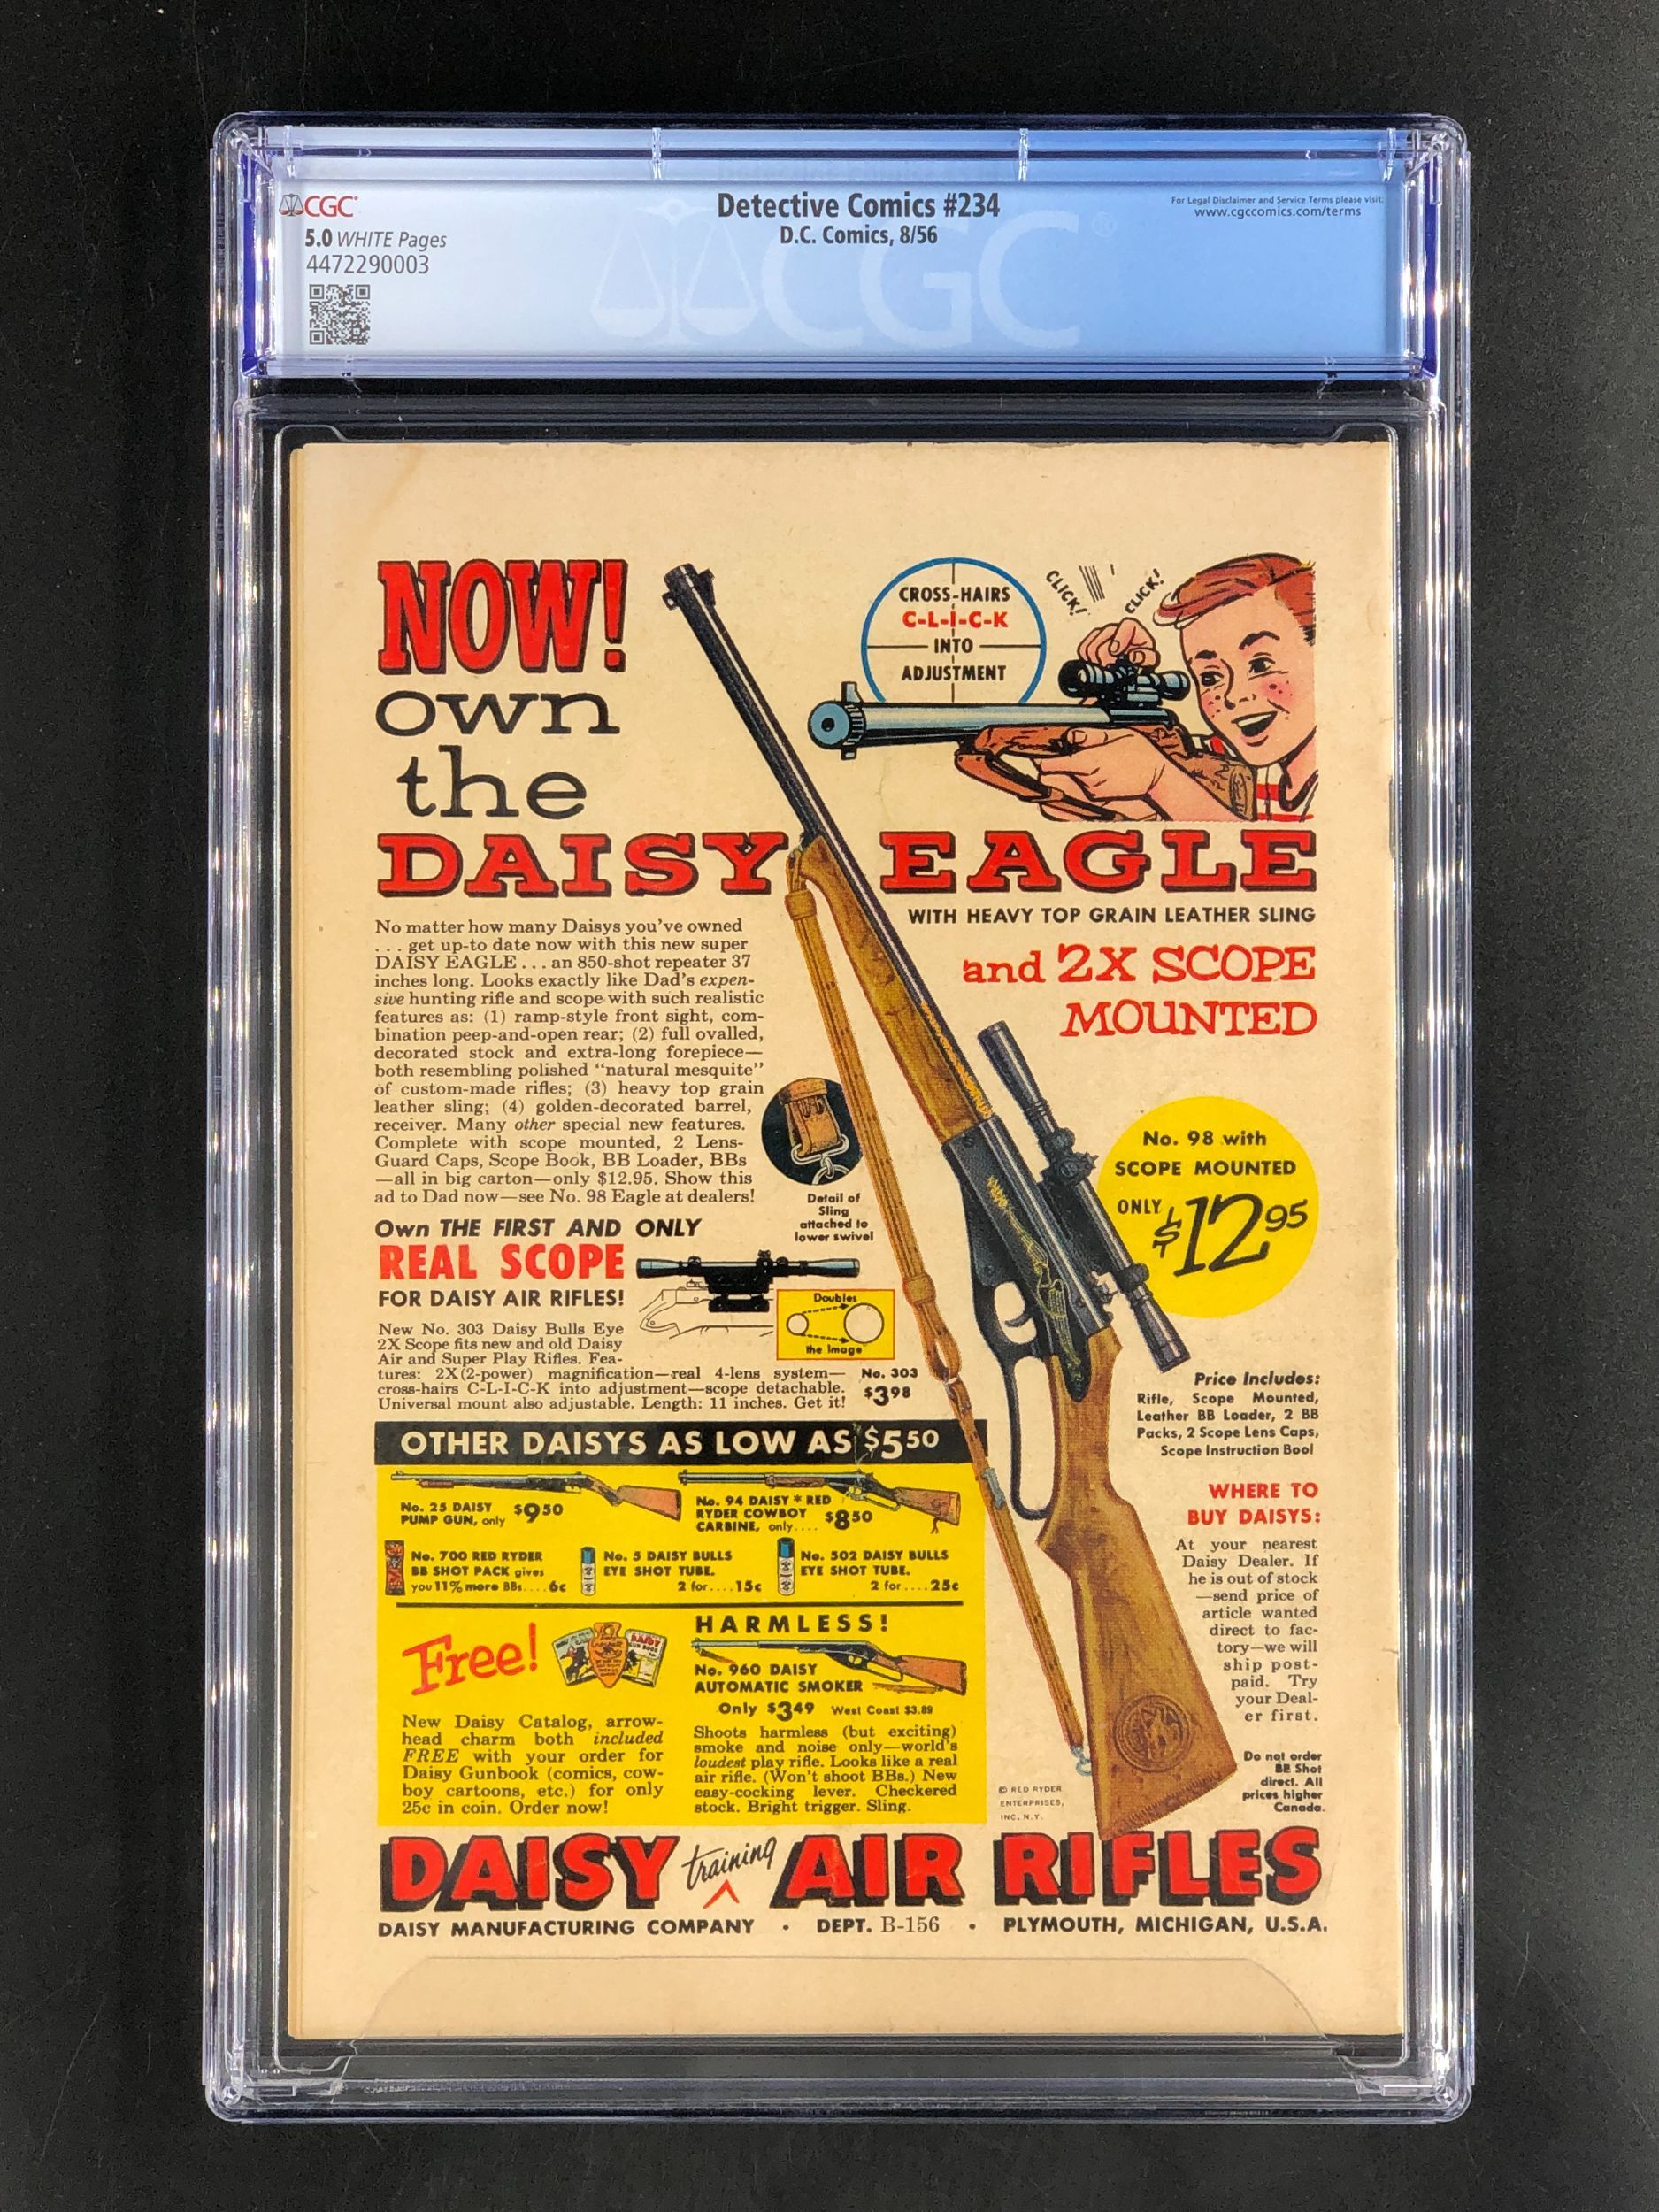 CGC
5.0 WHITE Pages
4472290003
Detective Comics #234
D.C. Comics, 8/56
For Legal Disclaimer and Service Terms please visit:
www.cgccomics.com/terms
CGC
NOW!
own
the
DAISY EAGLE
CROSS-HAIRS
C-L-I-C-K
INTO
ADJUSTMENT
CLICK!
CLICK!
WITH HEAVY TOP GRAIN LEATHER SLING
and 2X SCOPE
MOUNTED
No matter how many Daisys you've owned
... get up-to date now with this new super
DAISY EAGLE ... an 850-shot repeater 37
inches long. Looks exactly like Dad's expen-
sive hunting rifle and scope with such realistic
features as: (1) ramp-style front sight, com-
bination peep-and-open rear; (2) full ovalled,
decorated stock and extra-long forepiece—
both resembling polished "natural mesquite"
of custom-made rifles; (3) heavy top grain
leather sling; (4) golden-decorated barrel,
receiver. Many other special new features.
Complete with scope mounted, 2 Lens-
Guard Caps, Scope Book, BB Loader, BBs
—all in big carton—only $12.95. Show this
ad to Dad now—see No. 98 Eagle at dealers!
Detail of
Sling
attached to
lower swivel
No. 98 with
SCOPE MOUNTED
ONLY
$12 95
Own THE FIRST AND ONLY
REAL SCOPE
FOR DAISY AIR RIFLES!
Doubles
the Image
New No. 303 Daisy Bulls Eye
2X Scope fits new and old Daisy
Air and Super Play Rifles. Fea-
tures: 2X(2-power) magnification—real 4-lens system—
cross-hairs C-L-I-C-K into adjustment—scope detachable.
Universal mount also adjustable. Length: 11 inches. Get it!
No. 303
$3 98
Price Includes:
Rifle, Scope Mounted,
Leather BB Loader, 2 BB
Packs, 2 Scope Lens Caps,
Scope Instruction Bool
OTHER DAISYS AS LOW AS $5 50
No. 25 DAISY
PUMP GUN, only $9 50
No. 94 DAISY * RED
RYDER COWBOY
CARBINE, only.... $8 50
No. 700 RED RYDER
BB SHOT PACK gives
you 11% more BBs....6c
No. 5 DAISY BULLS
EYE SHOT TUBE.
2 for....15c
No. 502 DAISY BULLS
EYE SHOT TUBE.
2 for....25c
Free!
New Daisy Catalog, arrow-
head charm both included
FREE with your order for
Daisy Gunbook (comics, cow-
boy cartoons, etc.) for only
25c in coin. Order now!
HARMLESS!
No. 960 DAISY
AUTOMATIC SMOKER
Only $3 49 West Coast $3.89
Shoots harmless (but exciting)
smoke and noise only—world's
loudest play rifle. Looks like a real
air rifle. (Won't shoot BBs.) New
easy-cocking lever. Checkered
stock. Bright trigger. Sling.
WHERE TO
BUY DAISYS:
At your nearest
Daisy Dealer. If
he is out of stock
—send price of
article wanted
direct to fac-
tory—we will
ship post-
paid. Try
your Deal-
er first.
Do not order
BB Shot
direct. All
prices higher
Canada.
© RED RYDER
ENTERPRISES,
INC. N.Y.
DAISY training AIR RIFLES
DAISY MANUFACTURING COMPANY • DEPT. B-156 • PLYMOUTH, MICHIGAN, U.S.A.